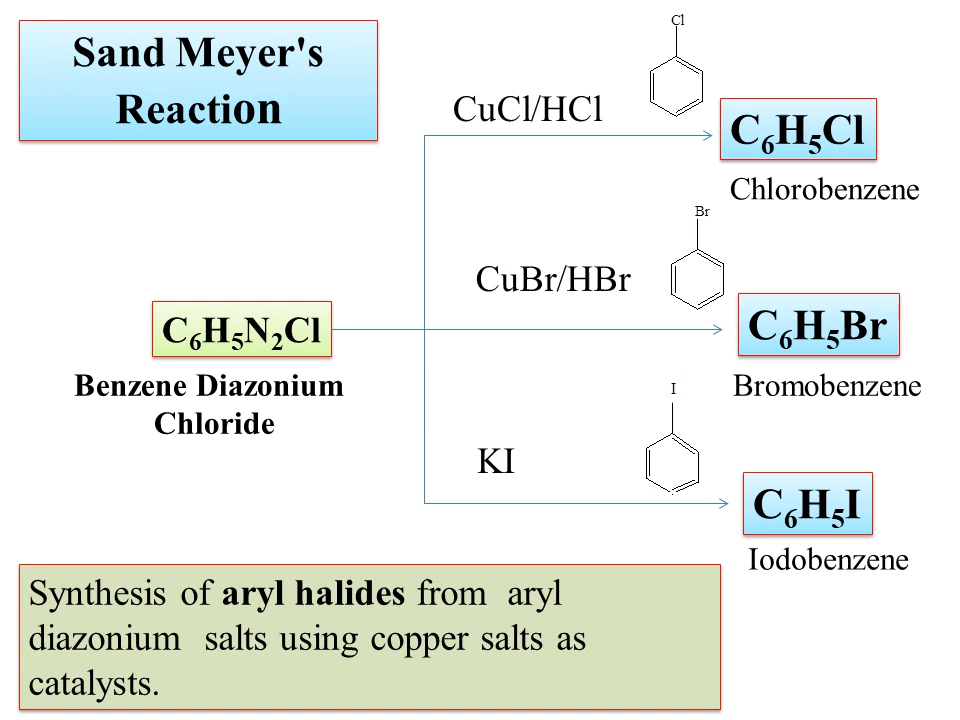 Sand Meyer's
Reaction
Cl
CuCl/HCl
C₆H₅Cl
Chlorobenzene
Br
CuBr/HBr
C₆H₅Br
C₆H₅N₂Cl
Benzene Diazonium
Chloride
Bromobenzene
I
KI
C₆H₅I
Iodobenzene
Synthesis of aryl halides from aryl
diazonium salts using copper salts as
catalysts.